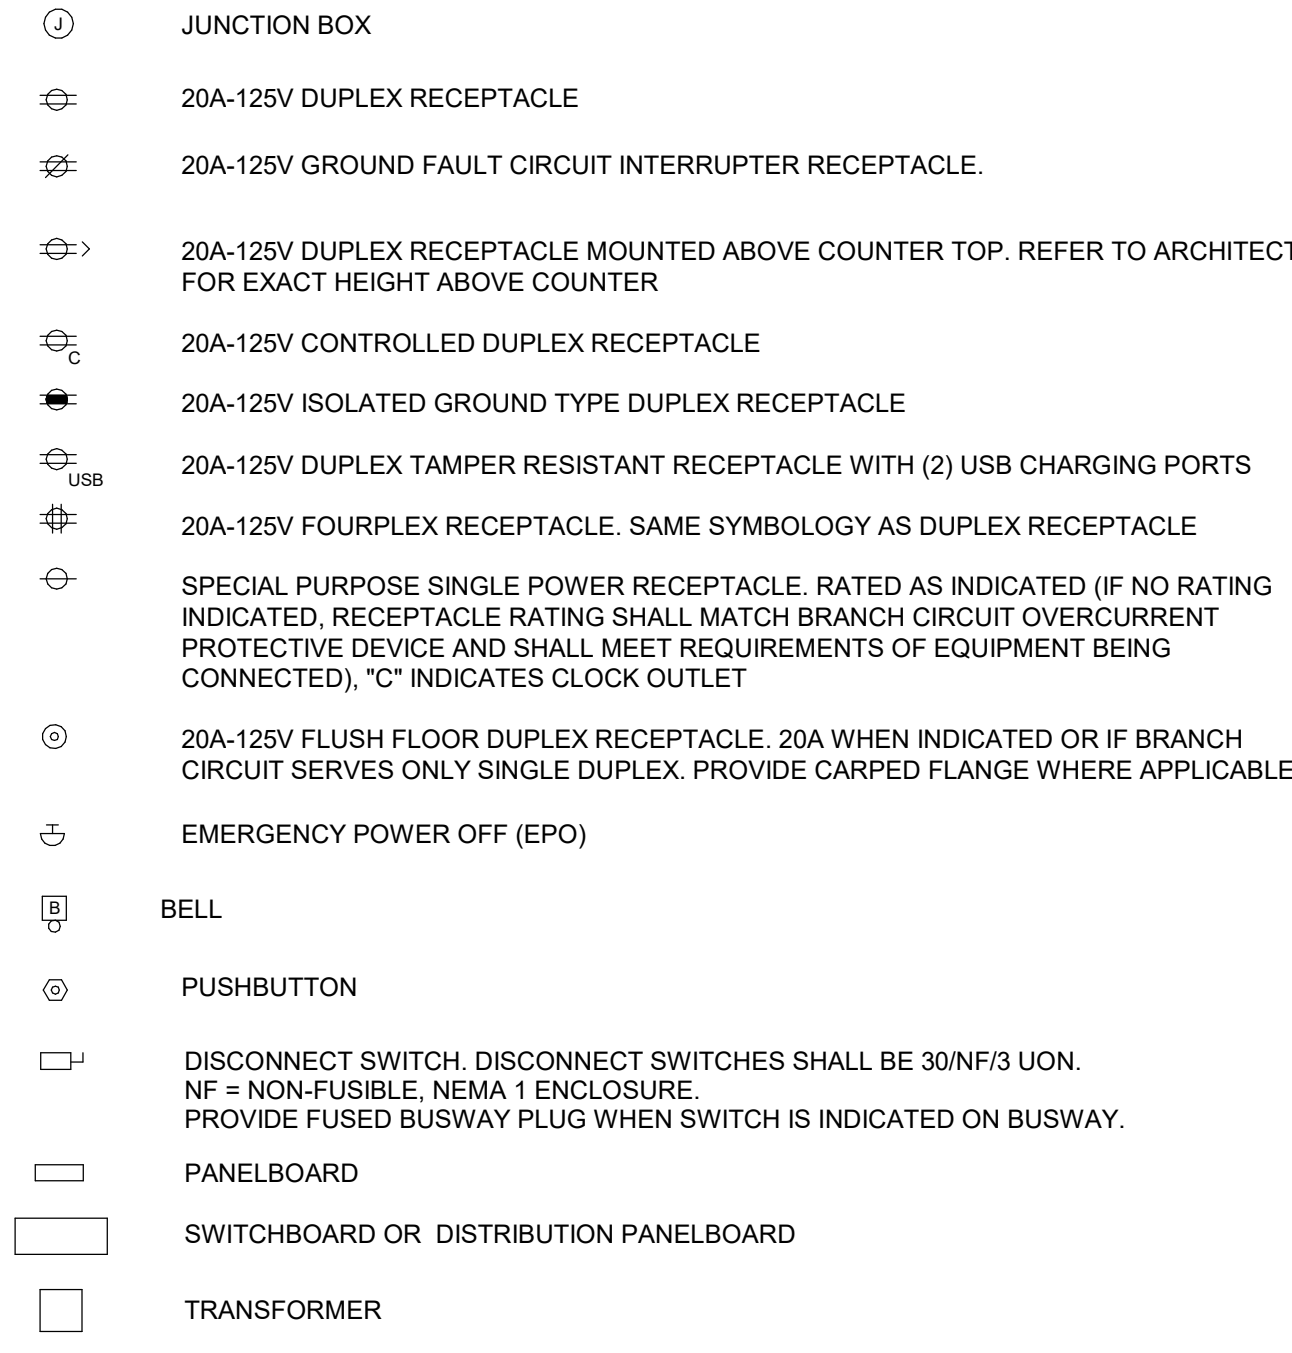 J JUNCTION BOX
20A-125V DUPLEX RECEPTACLE
20A-125V GROUND FAULT CIRCUIT INTERRUPTER RECEPTACLE.
20A-125V DUPLEX RECEPTACLE MOUNTED ABOVE COUNTER TOP. REFER TO ARCHITECT
FOR EXACT HEIGHT ABOVE COUNTER
C 20A-125V CONTROLLED DUPLEX RECEPTACLE
20A-125V ISOLATED GROUND TYPE DUPLEX RECEPTACLE
USB 20A-125V DUPLEX TAMPER RESISTANT RECEPTACLE WITH (2) USB CHARGING PORTS
20A-125V FOURPLEX RECEPTACLE. SAME SYMBOLOGY AS DUPLEX RECEPTACLE
SPECIAL PURPOSE SINGLE POWER RECEPTACLE. RATED AS INDICATED (IF NO RATING
INDICATED, RECEPTACLE RATING SHALL MATCH BRANCH CIRCUIT OVERCURRENT
PROTECTIVE DEVICE AND SHALL MEET REQUIREMENTS OF EQUIPMENT BEING
CONNECTED), "C" INDICATES CLOCK OUTLET
20A-125V FLUSH FLOOR DUPLEX RECEPTACLE. 20A WHEN INDICATED OR IF BRANCH
CIRCUIT SERVES ONLY SINGLE DUPLEX. PROVIDE CARPED FLANGE WHERE APPLICABLE
EMERGENCY POWER OFF (EPO)
B BELL
PUSHBUTTON
DISCONNECT SWITCH. DISCONNECT SWITCHES SHALL BE 30/NF/3 UON.
NF = NON-FUSIBLE, NEMA 1 ENCLOSURE.
PROVIDE FUSED BUSWAY PLUG WHEN SWITCH IS INDICATED ON BUSWAY.
PANELBOARD
SWITCHBOARD OR DISTRIBUTION PANELBOARD
TRANSFORMER